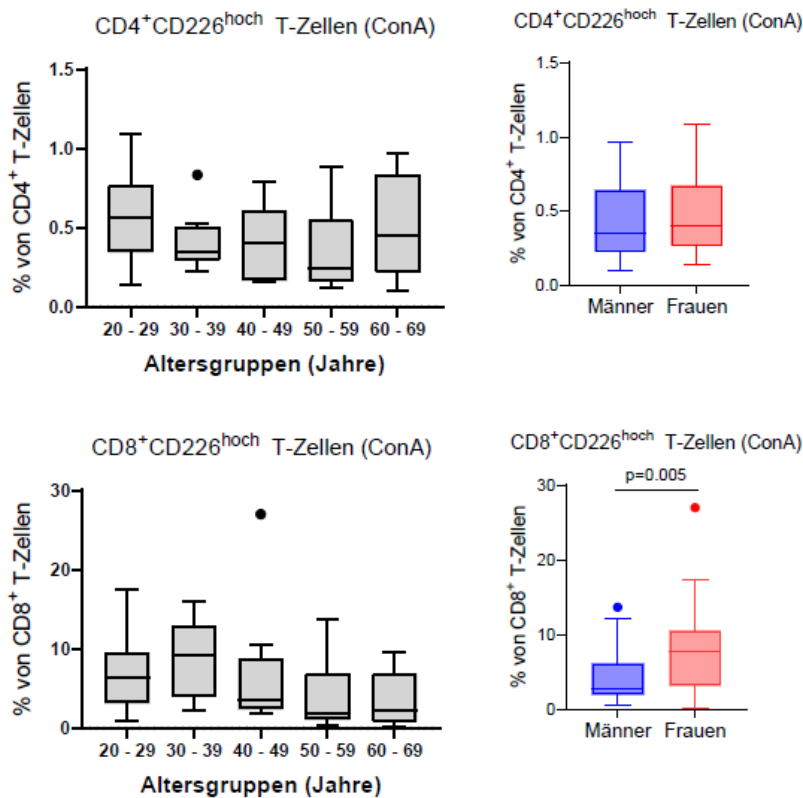 CD4⁺CD226ʰᵒᶜʰ T-Zellen (ConA)
% von CD4⁺ T-Zellen
1.5
1.0
0.5
0.0
20 - 29 30 - 39 40 - 49 50 - 59 60 - 69
Altersgruppen (Jahre)
CD4⁺CD226ʰᵒᶜʰ T-Zellen (ConA)
% von CD4⁺ T-Zellen
1.5
1.0
0.5
0.0
Männer Frauen
CD8⁺CD226ʰᵒᶜʰ T-Zellen (ConA)
% von CD8⁺ T-Zellen
30
20
10
0
20 - 29 30 - 39 40 - 49 50 - 59 60 - 69
Altersgruppen (Jahre)
CD8⁺CD226ʰᵒᶜʰ T-Zellen (ConA)
p=0.005
% von CD8⁺ T-Zellen
30
20
10
0
Männer Frauen